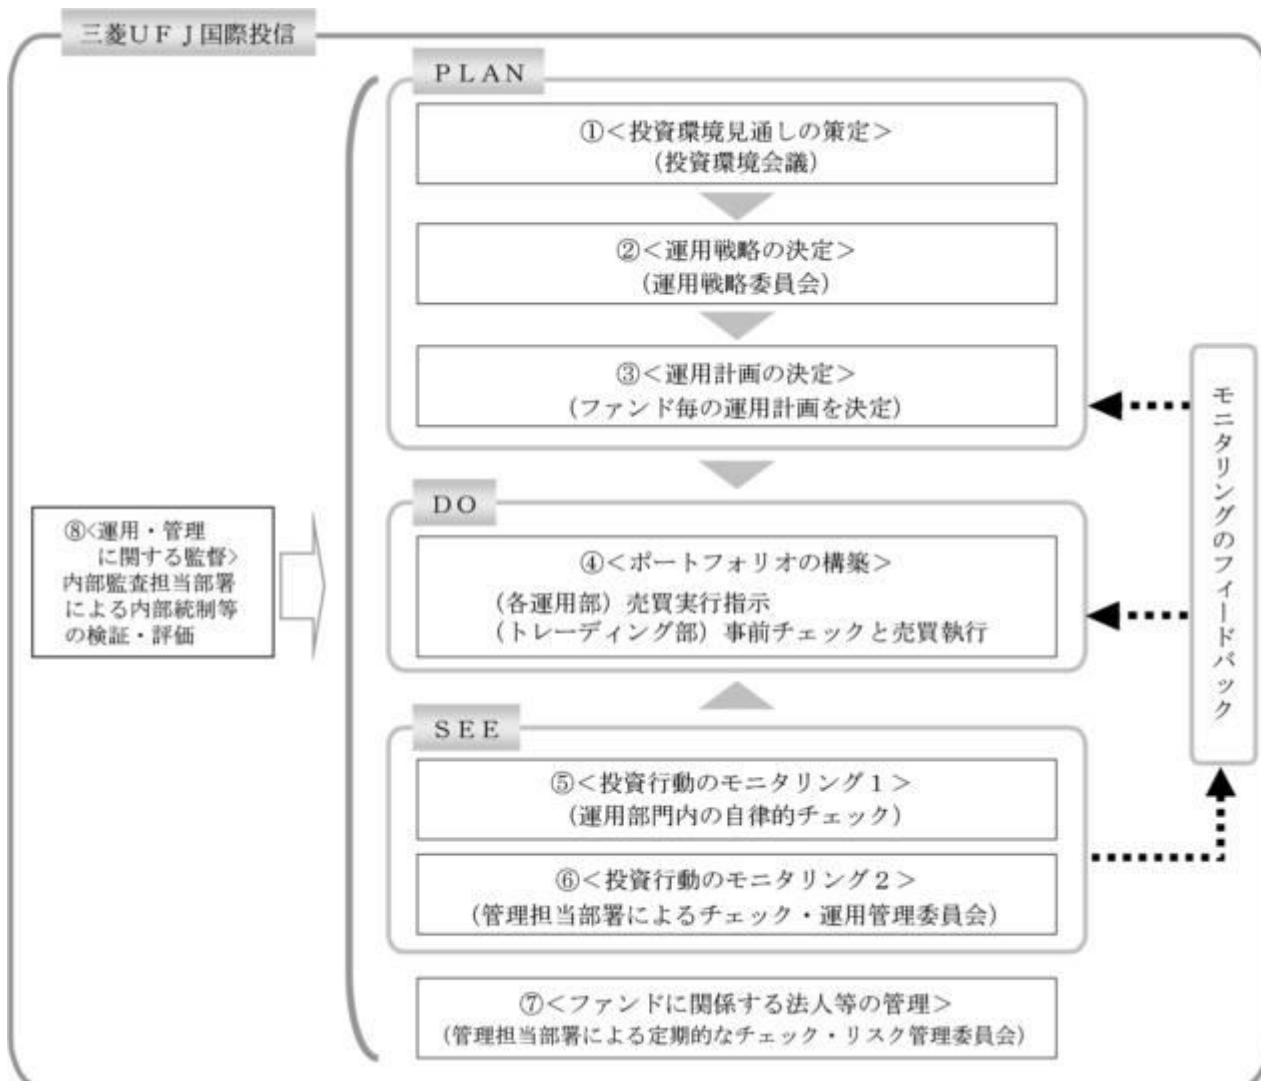 三菱ＵＦＪ国際投信
ＰＬＡＮ
①＜投資環境見通しの策定＞
（投資環境会議）
②＜運用戦略の決定＞
（運用戦略委員会）
③＜運用計画の決定＞
（ファンド毎の運用計画を決定）
ＤＯ
④＜ポートフォリオの構築＞
（各運用部）売買実行指示
（トレーディング部）事前チェックと売買執行
ＳＥＥ
⑤＜投資行動のモニタリング１＞
（運用部門内の自律的チェック）
⑥＜投資行動のモニタリング２＞
（管理担当部署によるチェック・運用管理委員会）
⑦＜ファンドに関係する法人等の管理＞
（管理担当部署による定期的なチェック・リスク管理委員会）
⑧<運用・管理
に関する監督>
内部監査担当部署
による内部統制等
の検証・評価
モニタリングのフィードバック